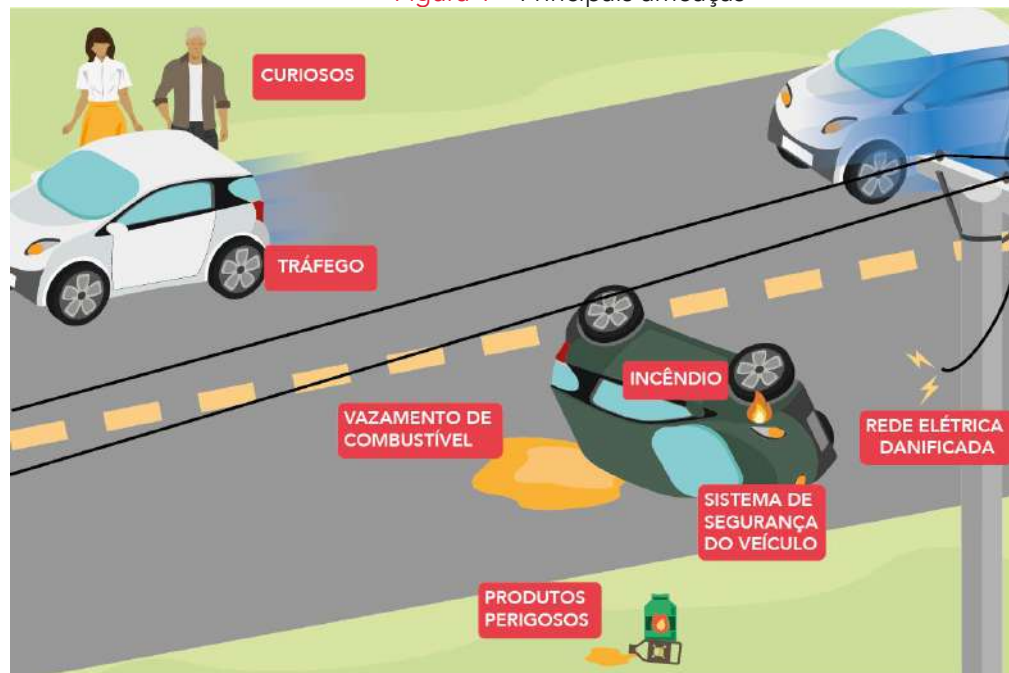 Principais ameaças
CURIOSOS
TRÁFEGO
INCÊNDIO
VAZAMENTO DE
COMBUSTÍVEL
REDE ELÉTRICA
DANIFICADA
SISTEMA DE
SEGURANÇA
DO VEÍCULO
PRODUTOS
PERIGOSOS